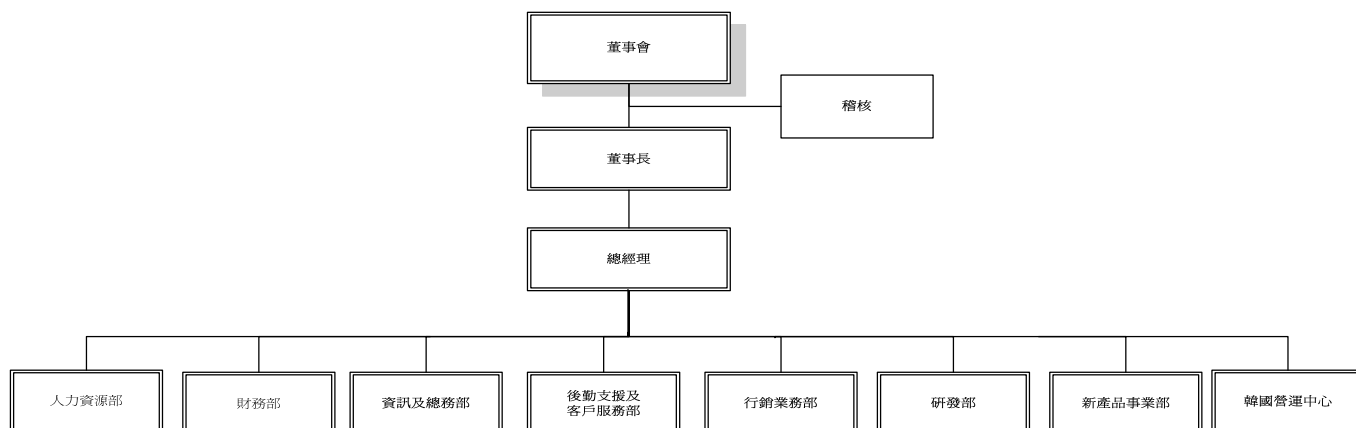 董事會
稽核
董事長
總經理
人力資源部
財務部
資訊及總務部
後勤支援及
客戶服務部
行銷業務部
研發部
新產品事業部
韓國營運中心